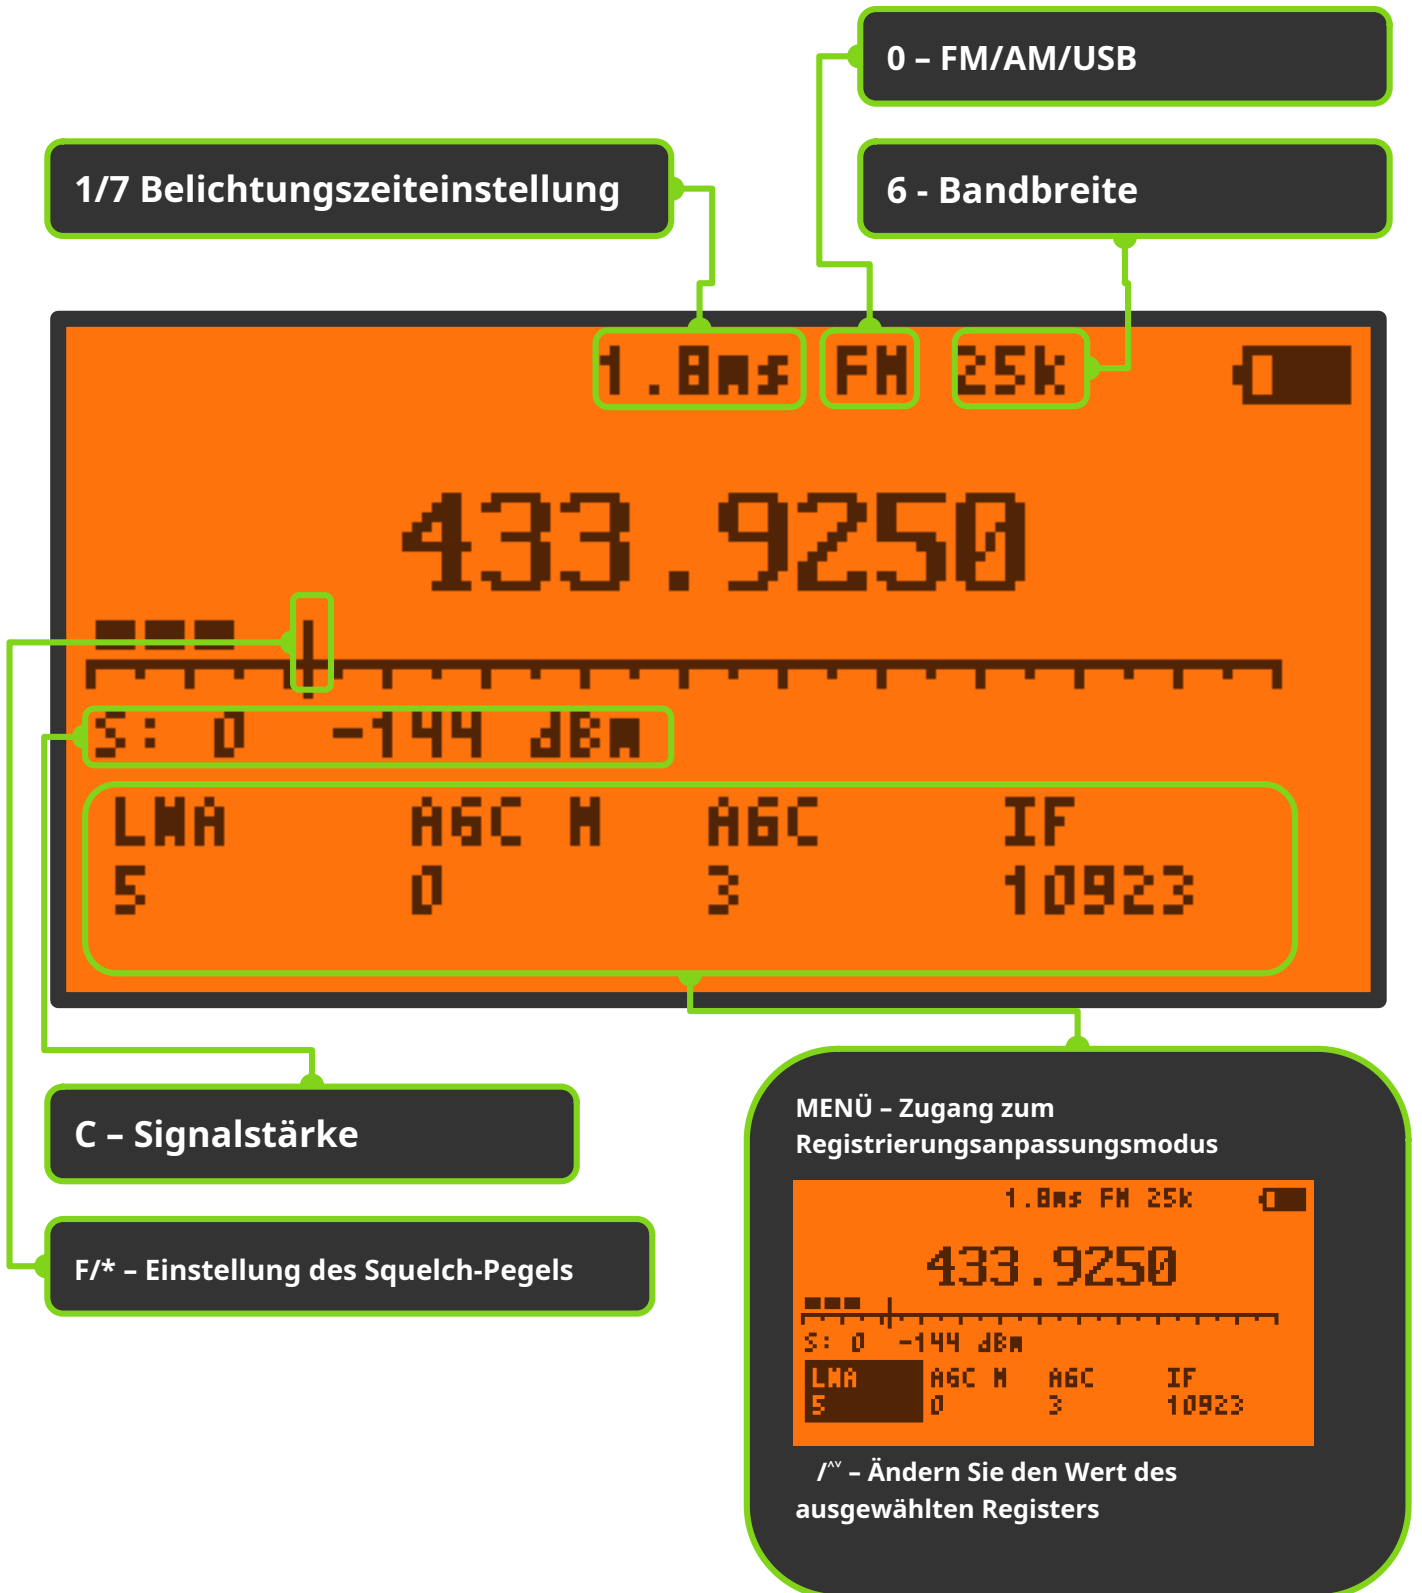 0 – FM/AM/USB
1/7 Belichtungszeiteinstellung
6 - Bandbreite
1.8ms FM 25k
433.9250
S: 0 -144 dBm
LNA AGC M AGC IF
5 0 3 10923
C – Signalstärke
F/* – Einstellung des Squelch-Pegels
MENÜ – Zugang zum
Registrierungsanpassungsmodus
1.8ms FM 25k
433.9250
S: 0 -144 dBm
LNA AGC M AGC IF
5 0 3 10923
/^˅ – Ändern Sie den Wert des
ausgewählten Registers